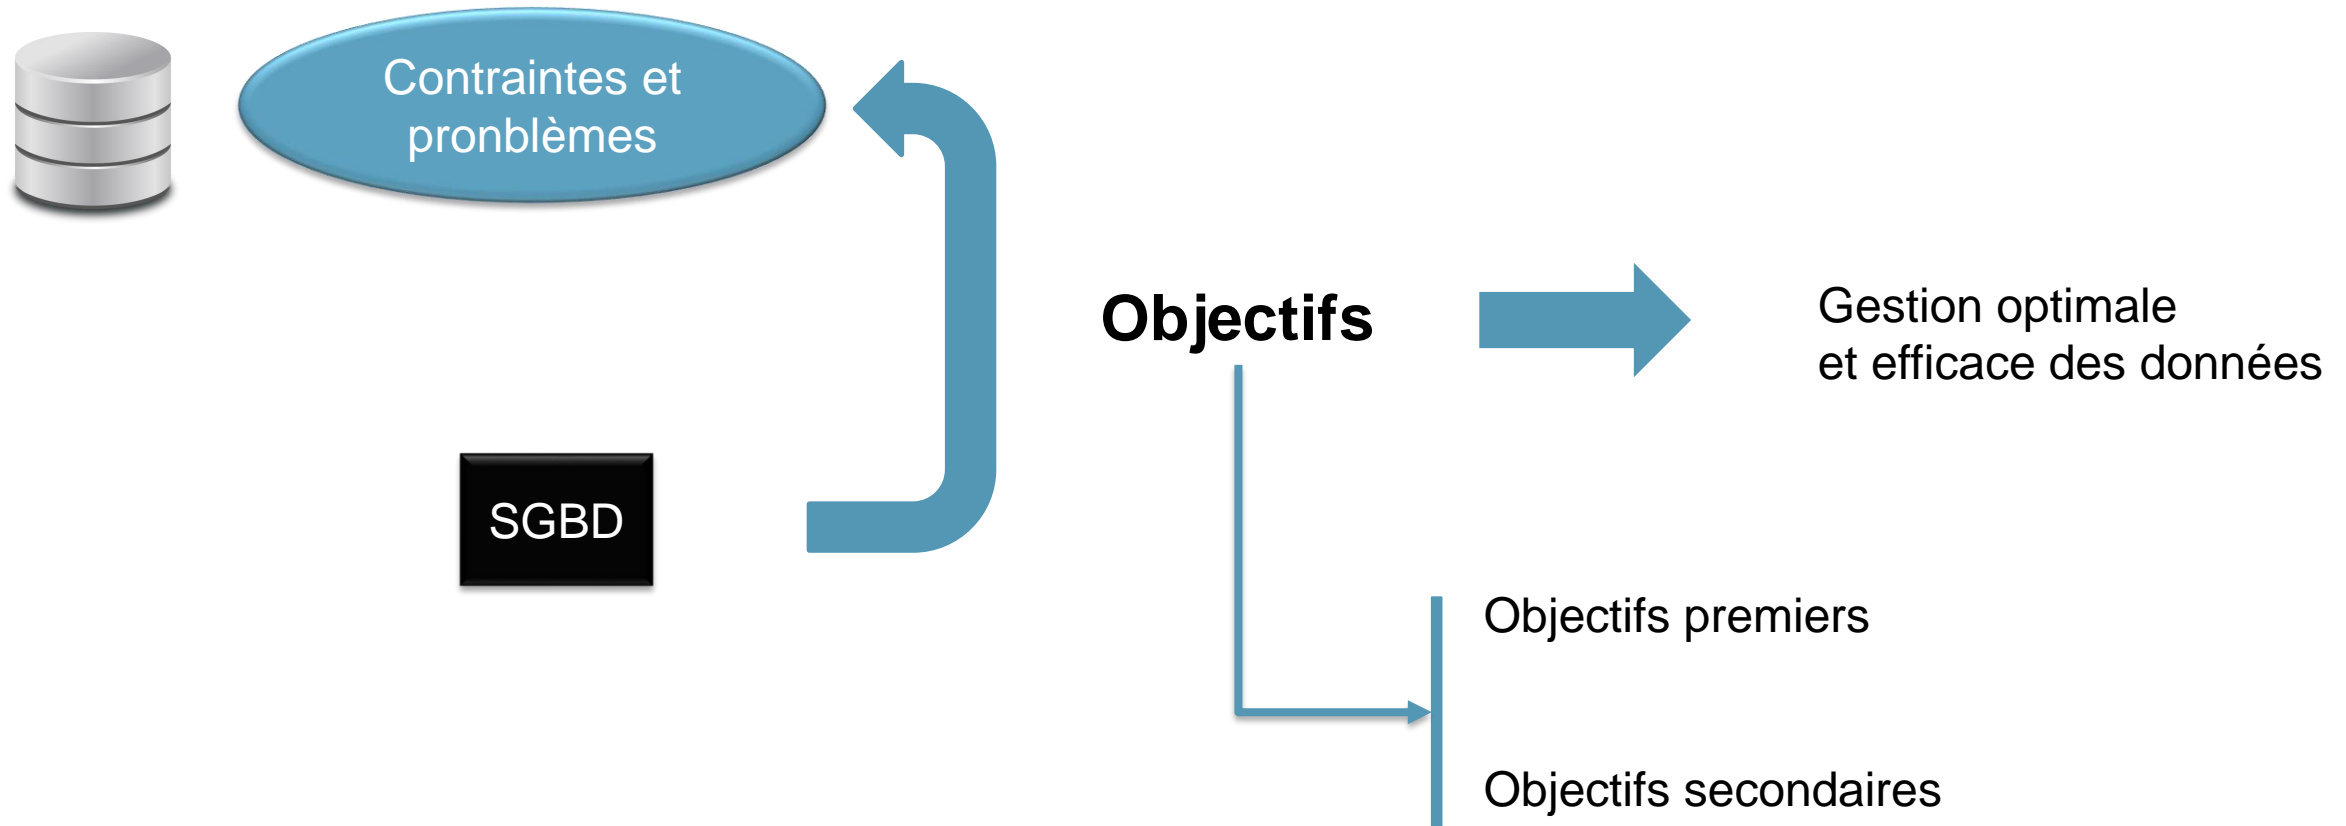 Contraintes et
pronblèmes
Objectifs
Gestion optimale
et efficace des données
SGBD
Objectifs premiers
Objectifs secondaires